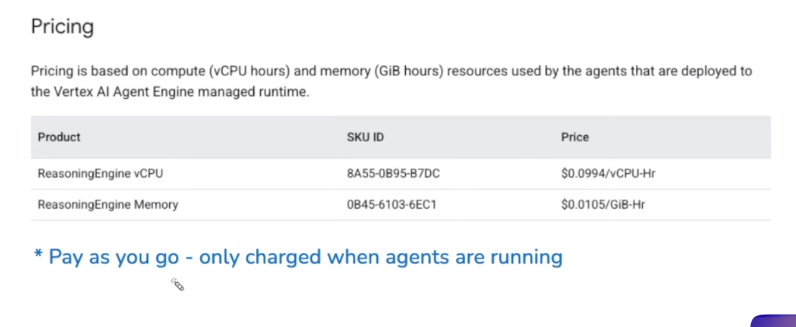 Pricing
Pricing is based on compute (vCPU hours) and memory (GiB hours) resources used by the agents that are deployed to
the Vertex AI Agent Engine managed runtime.
Product SKU ID Price
ReasoningEngine vCPU 8A55-0B95-B7DC $0.0994/vCPU-Hr
ReasoningEngine Memory 0B45-6103-6EC1 $0.0105/GiB-Hr
* Pay as you go - only charged when agents are running